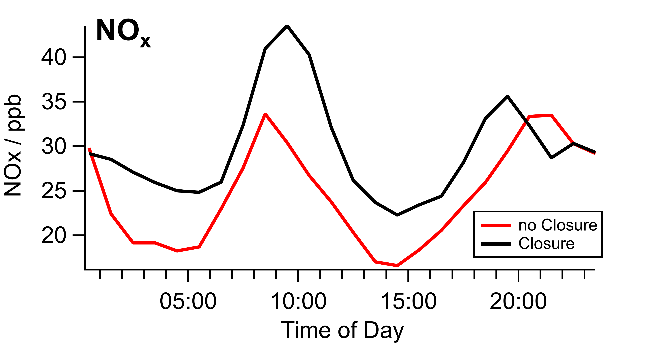 NOx
40
35
30
25
20
NOx / ppb
no Closure
Closure
05:00 10:00 15:00 20:00
Time of Day